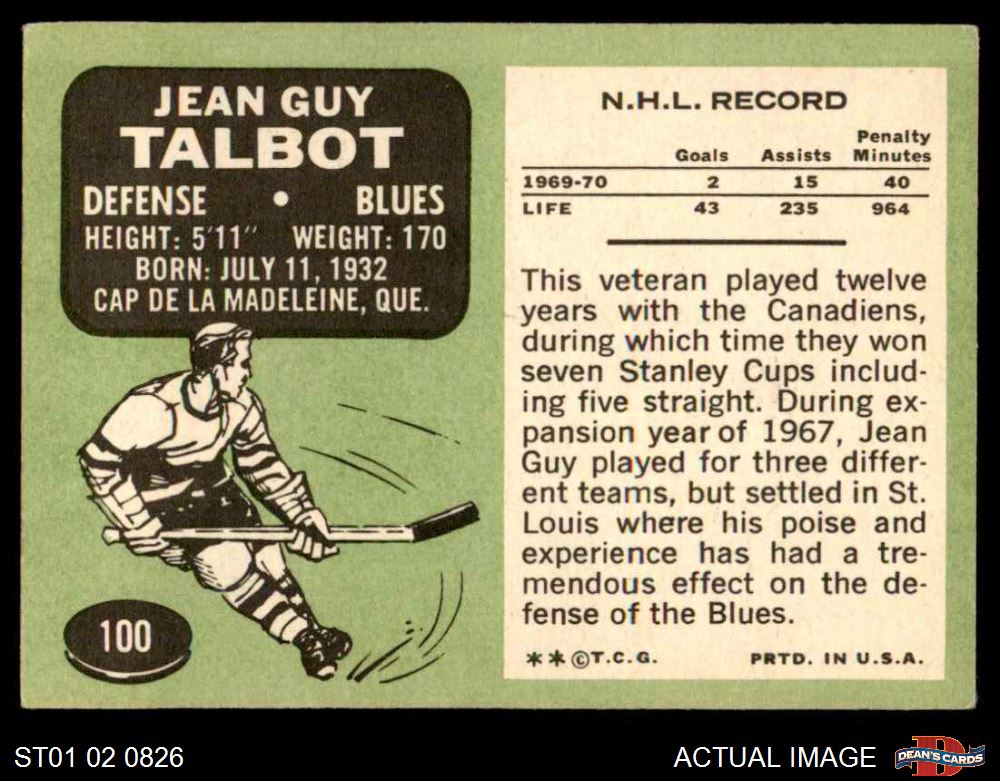 JEAN GUY
TALBOT
DEFENSE • BLUES
HEIGHT: 5'11" WEIGHT: 170
BORN: JULY 11, 1932
CAP DE LA MADELEINE, QUE.
100
N.H.L. RECORD
Goals Assists Penalty Minutes
1969-70 2 15 40
LIFE 43 235 964
This veteran played twelve
years with the Canadiens,
during which time they won
seven Stanley Cups includ-
ing five straight. During ex-
pansion year of 1967, Jean
Guy played for three differ-
ent teams, but settled in St.
Louis where his poise and
experience has had a tre-
mendous effect on the de-
fense of the Blues.
**©T.C.G. PRTD. IN U.S.A.
ST01 02 0826
ACTUAL IMAGE
DEAN'S CARDS